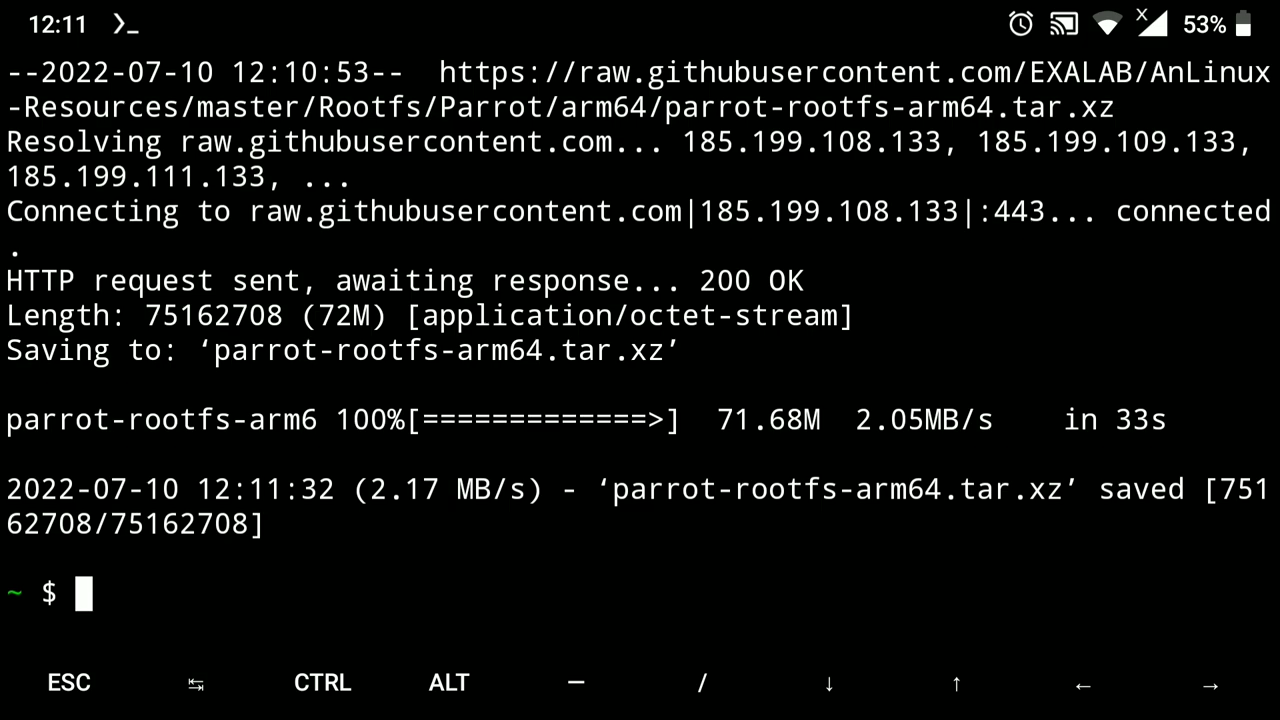 12:11 ❯_ X 53%
--2022-07-10 12:10:53--  https://raw.githubusercontent.com/EXALAB/AnLinux
-Resources/master/Rootfs/Parrot/arm64/parrot-rootfs-arm64.tar.xz
Resolving raw.githubusercontent.com... 185.199.108.133, 185.199.109.133,
185.199.111.133, ...
Connecting to raw.githubusercontent.com|185.199.108.133|:443... connected
.
HTTP request sent, awaiting response... 200 OK
Length: 75162708 (72M) [application/octet-stream]
Saving to: ‘parrot-rootfs-arm64.tar.xz’
parrot-rootfs-arm6 100%[=============>]  71.68M  2.05MB/s    in 33s
2022-07-10 12:11:32 (2.17 MB/s) - ‘parrot-rootfs-arm64.tar.xz’ saved [751
62708/75162708]
~ $
ESC ↹ CTRL ALT — / ↓ ↑ ← →